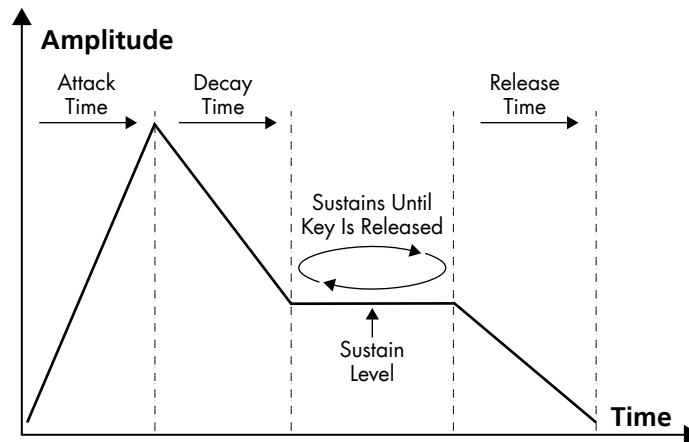 Amplitude
Attack
Time
Decay
Time
Release
Time
Sustains Until
Key Is Released
Sustain
Level
Time